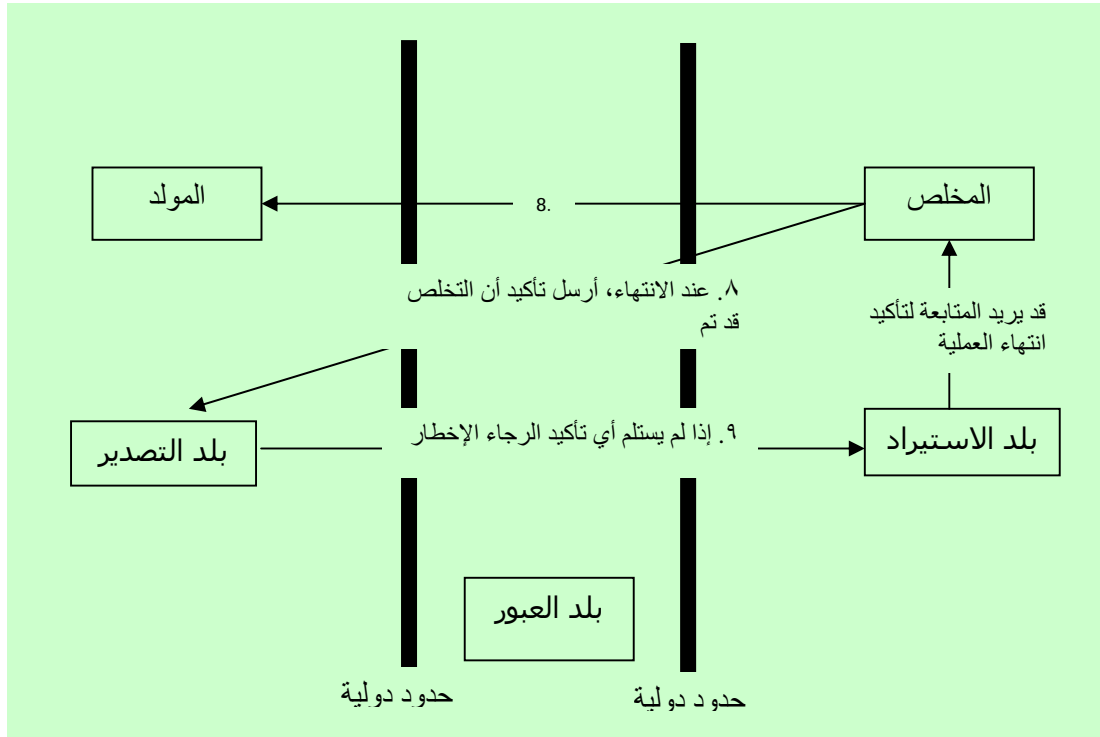 المخلص
المولد
8.
٨. عند الانتهاء، أرسل تأكيد أن التخلص
قد تم
قد يريد المتابعة لتأكيد
انتهاء العملية
بلد الاستيراد
٩. إذا لم يستلم أي تأكيد الرجاء الإخطار
بلد التصدير
بلد العبور
حدود دولية
حدود دولية